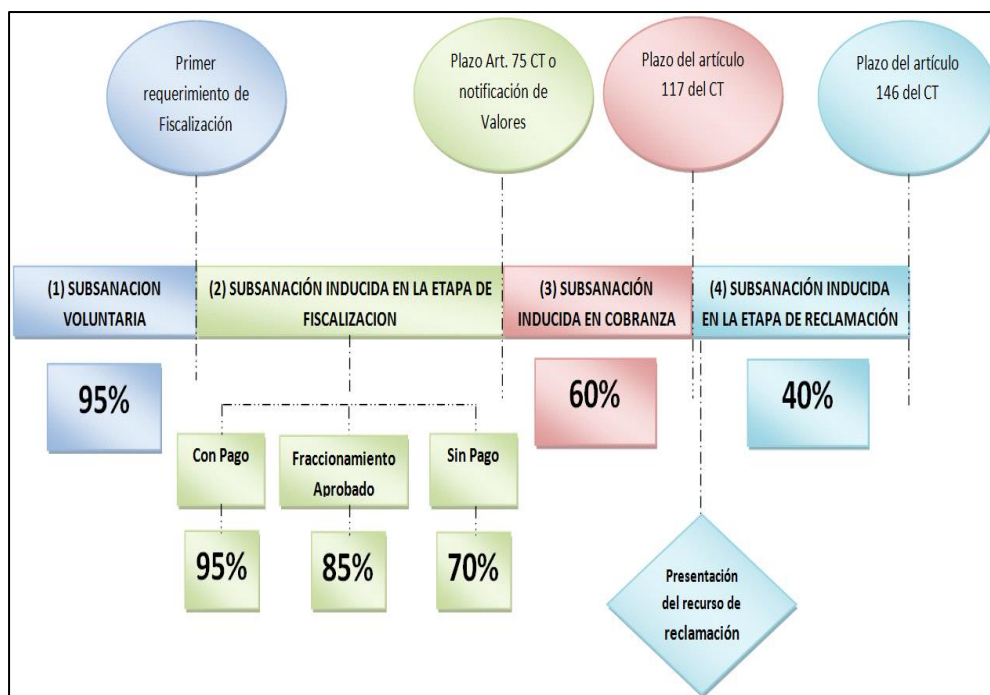 Primer
requerimiento de
Fiscalización
Plazo Art. 75 CT o
notificación de
Valores
Plazo del artículo
117 del CT
Plazo del artículo
146 del CT
(1) SUBSANACION
VOLUNTARIA
(2) SUBSANACIÓN INDUCIDA EN LA ETAPA DE
FISCALIZACION
(3) SUBSANACIÓN
INDUCIDA EN COBRANZA
(4) SUBSANACIÓN INDUCIDA
EN LA ETAPA DE RECLAMACIÓN
95%
60%
40%
Con Pago
Fraccionamiento
Aprobado
Sin Pago
95%
85%
70%
Presentación
del recurso de
reclamación